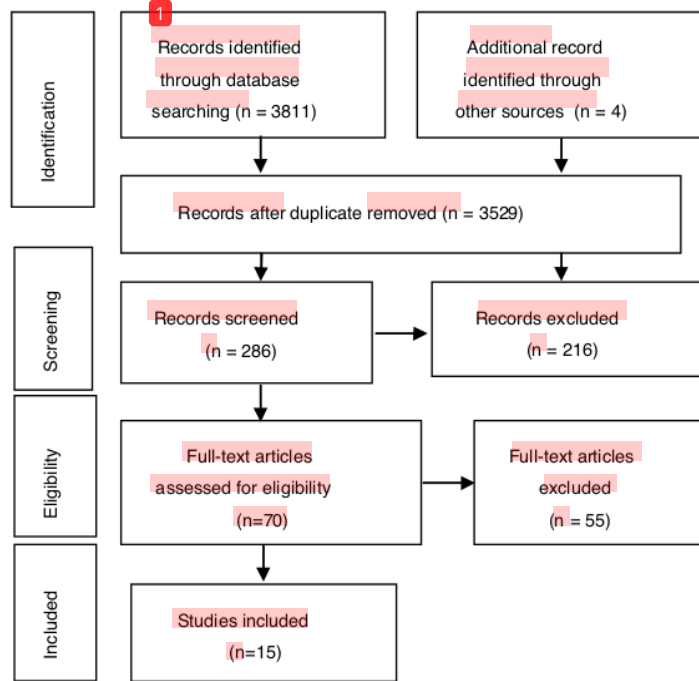 1
Identification
Records identified
through database
searching (n = 3811)
Additional record
identified through
other sources (n = 4)
Records after duplicate removed (n = 3529)
Screening
Records screened
(n = 286)
Records excluded
(n = 216)
Eligibility
Full-text articles
assessed for eligibility
(n=70)
Full-text articles
excluded
(n = 55)
Included
Studies included
(n=15)